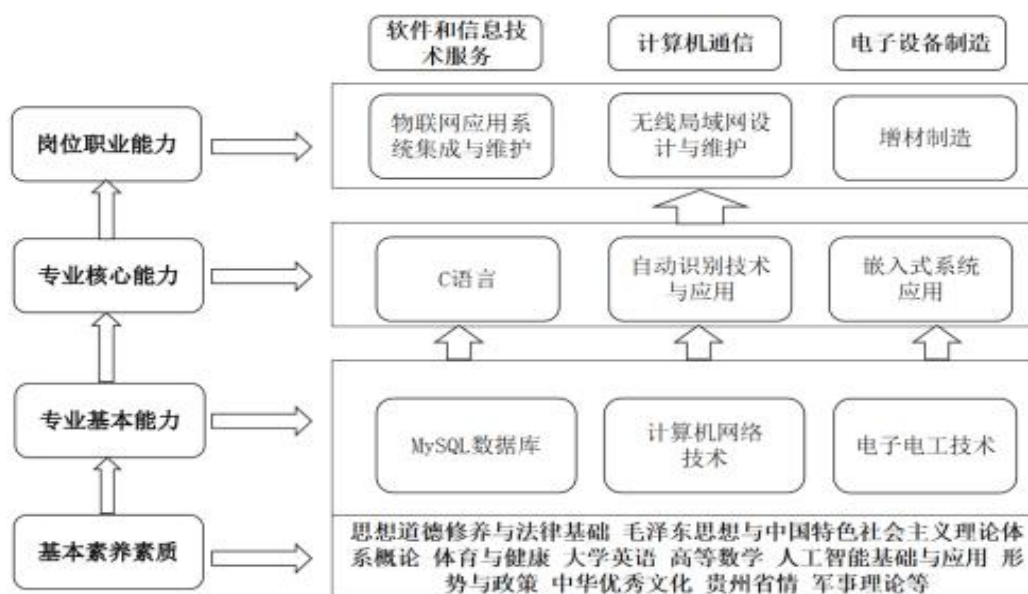 软件和信息技
术服务
计算机通信
电子设备制造
岗位职业能力
物联网应用系
统集成与维护
无线局域网设
计与维护
增材制造
专业核心能力
C语言
自动识别技术
与应用
嵌入式系统
应用
专业基本能力
MySQL数据库
计算机网络
技术
电子电工技术
基本素养素质
思想道德修养与法律基础 毛泽东思想与中国特色社会主义理论体
系概论 体育与健康 大学英语 高等数学 人工智能基础与应用 形
势与政策 中华优秀文化 贵州省情 军事理论等